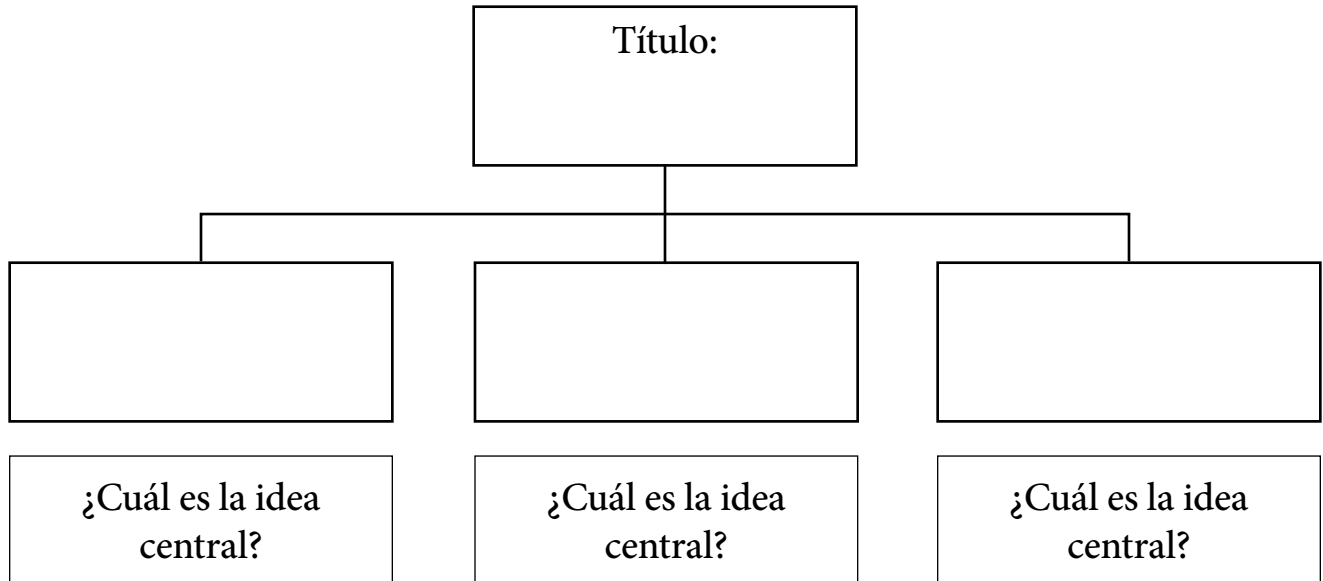 Título:
¿Cuál es la idea
central?
¿Cuál es la idea
central?
¿Cuál es la idea
central?